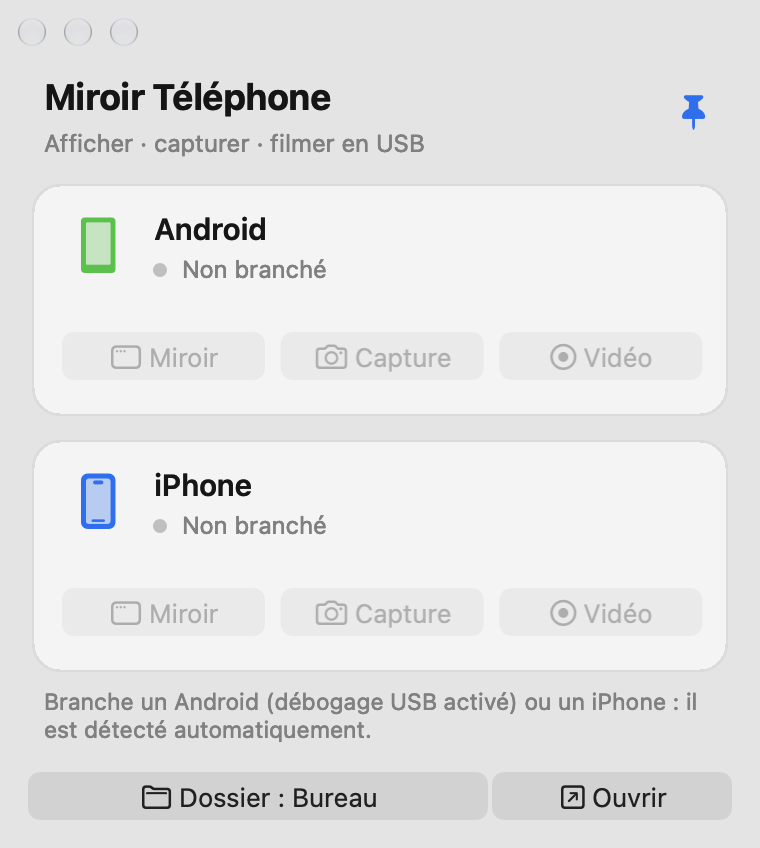 Miroir Téléphone
Afficher · capturer · filmer en USB
Android
Non branché
Miroir
Capture
Vidéo
iPhone
Non branché
Miroir
Capture
Vidéo
Branche un Android (débogage USB activé) ou un iPhone : il
est détecté automatiquement.
Dossier : Bureau
Ouvrir